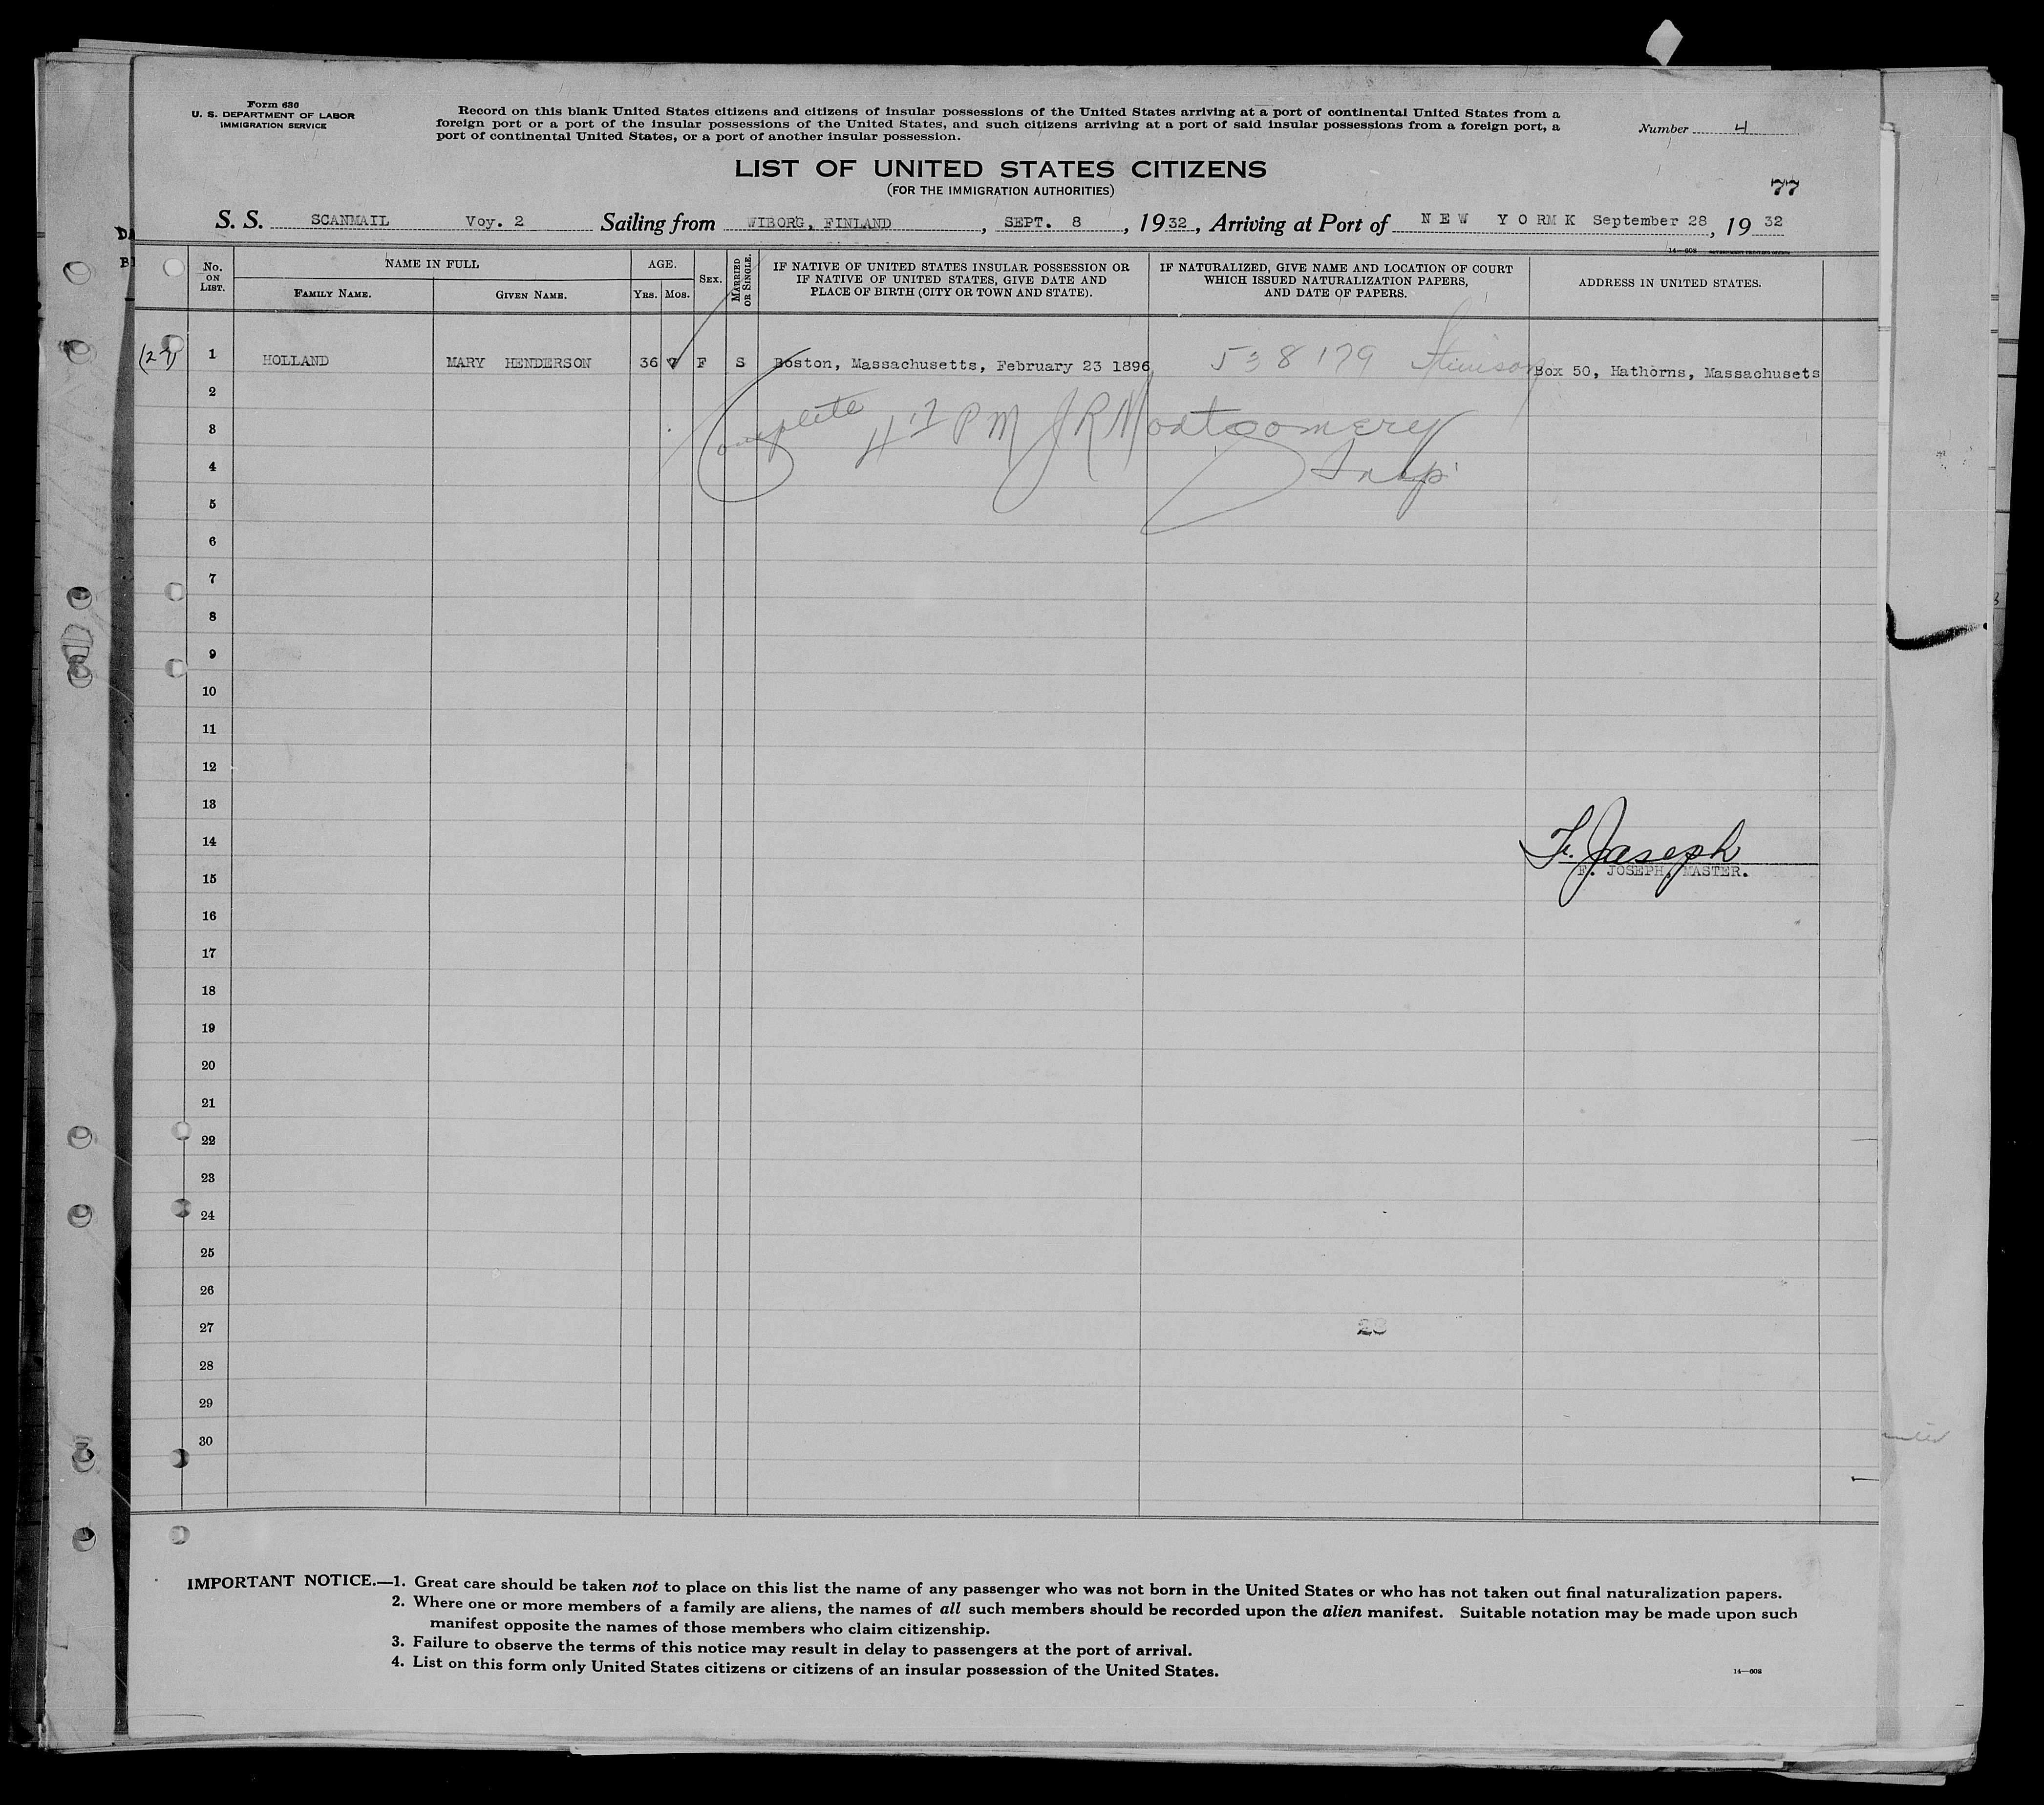 Form 630
U. S. DEPARTMENT OF LABOR
IMMIGRATION SERVICE
Record on this blank United States citizens and citizens of insular possessions of the United States arriving at a port of continental United States from a
foreign port or a port of the insular possessions of the United States, and such citizens arriving at a port of said insular possessions from a foreign port, a
port of continental United States, or a port of another insular possession.
Number 4
LIST OF UNITED STATES CITIZENS
(FOR THE IMMIGRATION AUTHORITIES)
77
S. S. SCANMAIL Voy. 2 Sailing from WIBORG, FINLAND, SEPT. 8, 1932, Arriving at Port of NEW YORMK September 28, 1932
14—608
No. ON LIST. NAME IN FULL AGE. SEX. MARRIED OR SINGLE. IF NATIVE OF UNITED STATES INSULAR POSSESSION OR IF NATIVE OF UNITED STATES, GIVE DATE AND PLACE OF BIRTH (CITY OR TOWN AND STATE). IF NATURALIZED, GIVE NAME AND LOCATION OF COURT WHICH ISSUED NATURALIZATION PAPERS, AND DATE OF PAPERS. ADDRESS IN UNITED STATES.
FAMILY NAME. GIVEN NAME. YRS. MOS.
1 HOLLAND MARY HENDERSON 36 7 F S Boston, Massachusetts, February 23 1896 538179 Stimson Box 50, Hathorns, Massachusets
2
Complete 4 17 PM J R Montgomery
3
4
Insp
5
6
7
8
9
10
11
12
13
14
F. Joseph
F. JOSEPH, MASTER.
15
16
17
18
19
20
21
22
23
24
25
26
27
28
29
30
IMPORTANT NOTICE.—1. Great care should be taken not to place on this list the name of any passenger who was not born in the United States or who has not taken out final naturalization papers.
2. Where one or more members of a family are aliens, the names of all such members should be recorded upon the alien manifest. Suitable notation may be made upon such
manifest opposite the names of those members who claim citizenship.
3. Failure to observe the terms of this notice may result in delay to passengers at the port of arrival.
4. List on this form only United States citizens or citizens of an insular possession of the United States.
14—608